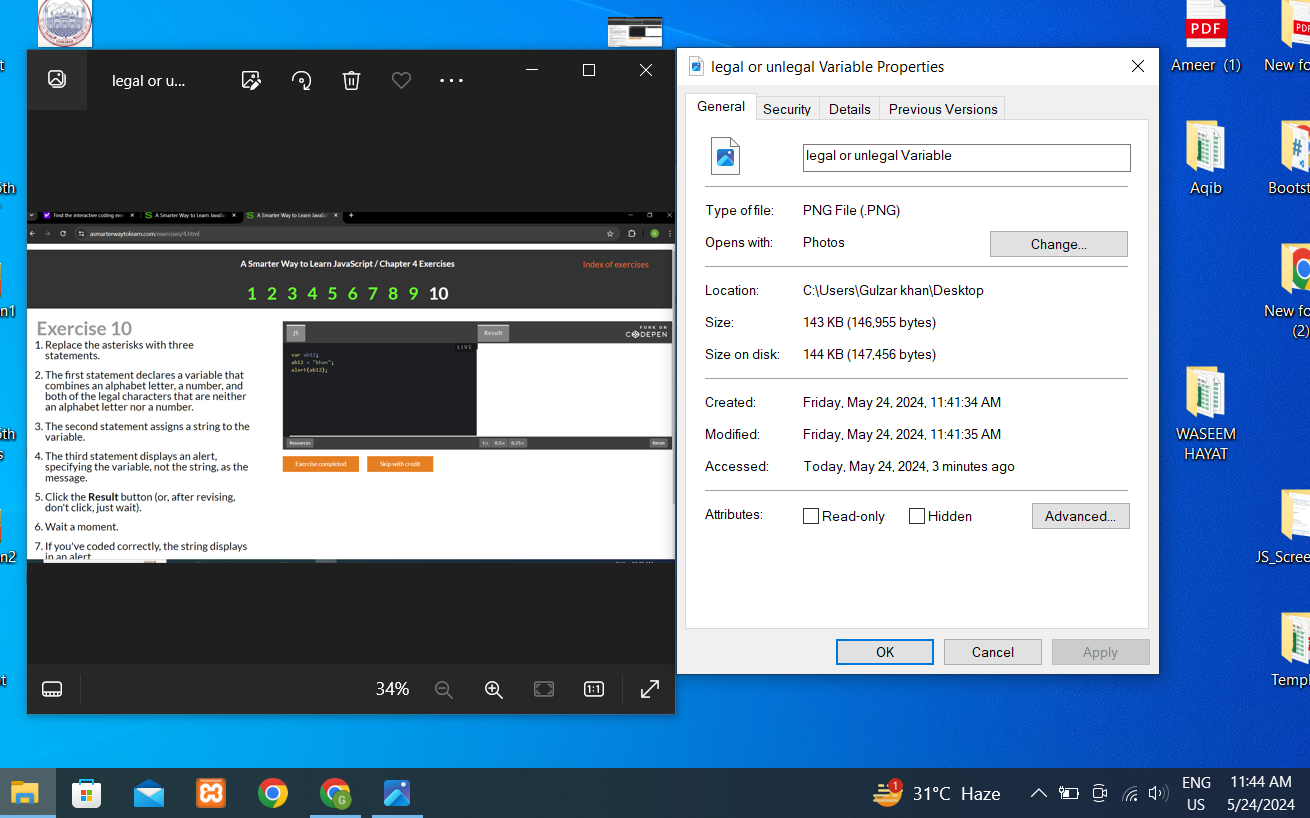 legal or u...
Find the interactive coding exe
A Smarter Way to Learn JavaSc
A Smarter Way to Learn JavaSc
asmarterwaytolearn.com/exercises/4.html
A Smarter Way to Learn JavaScript / Chapter 4 Exercises
Index of exercises
1 2 3 4 5 6 7 8 9 10
Exercise 10
1. Replace the asterisks with three
statements.
2. The first statement declares a variable that
combines an alphabet letter, a number, and
both of the legal characters that are neither
an alphabet letter nor a number.
3. The second statement assigns a string to the
variable.
4. The third statement displays an alert,
specifying the variable, not the string, as the
message.
5. Click the Result button (or, after revising,
don't click, just wait).
6. Wait a moment.
7. If you've coded correctly, the string displays
in an alert.
JS
Result
FORK ON
CODEPEN
LIVE
var ab12;
ab12 = "khan";
alert(ab12);
Resources
1× 0.5× 0.25×
Rerun
Exercise completed
Skip with credit
34%
1:1
legal or unlegal Variable Properties
General
Security
Details
Previous Versions
legal or unlegal Variable
Type of file: PNG File (.PNG)
Opens with: Photos
Change...
Location: C:\Users\Gulzar khan\Desktop
Size: 143 KB (146,955 bytes)
Size on disk: 144 KB (147,456 bytes)
Created: Friday, May 24, 2024, 11:41:34 AM
Modified: Friday, May 24, 2024, 11:41:35 AM
Accessed: Today, May 24, 2024, 3 minutes ago
Attributes: Read-only Hidden
Advanced...
OK
Cancel
Apply
PDF
Ameer (1)
PDF
New fo
Aqib
Bootst
New fo
(2)
WASEEM
HAYAT
JS_Scree
Templ
t
5th
n1
5th
s
n2
t
G
1
31°C Haze
ENG
US
11:44 AM
5/24/2024